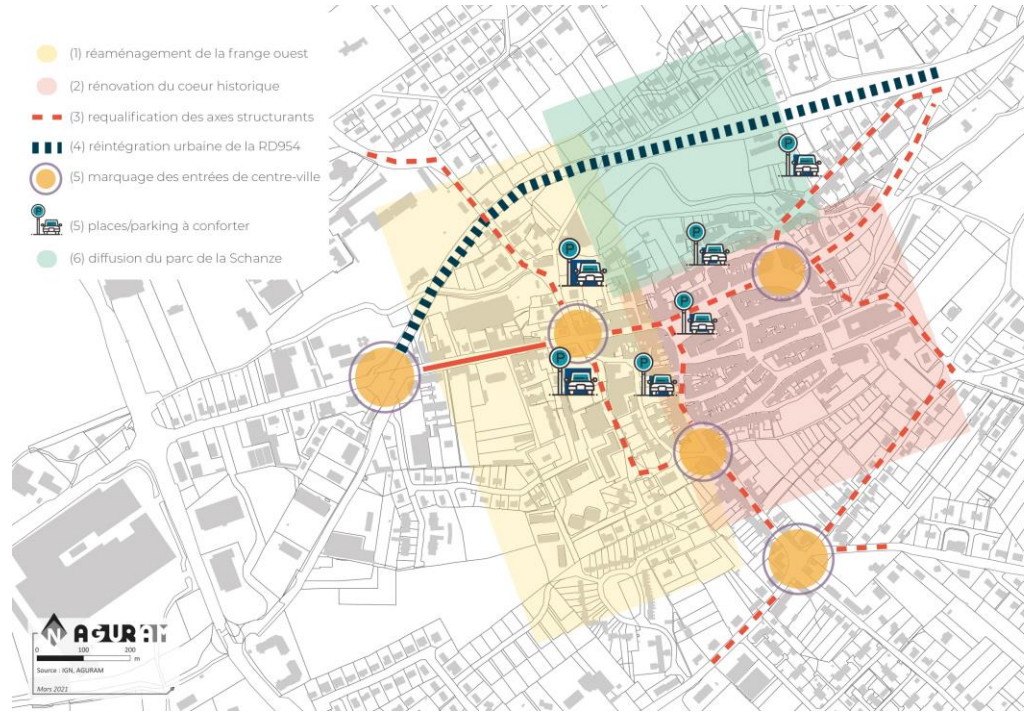 (1) réaménagement de la frange ouest
(2) rénovation du coeur historique
(3) requalification des axes structurants
(4) réintégration urbaine de la RD954
(5) marquage des entrées de centre-ville
P (5) places/parking à conforter
(6) diffusion du parc de la Schanze
P
P
P
P
P
P
N AGURAM
0 100 200
m
Source : IGN, AGURAM
Mars 2021